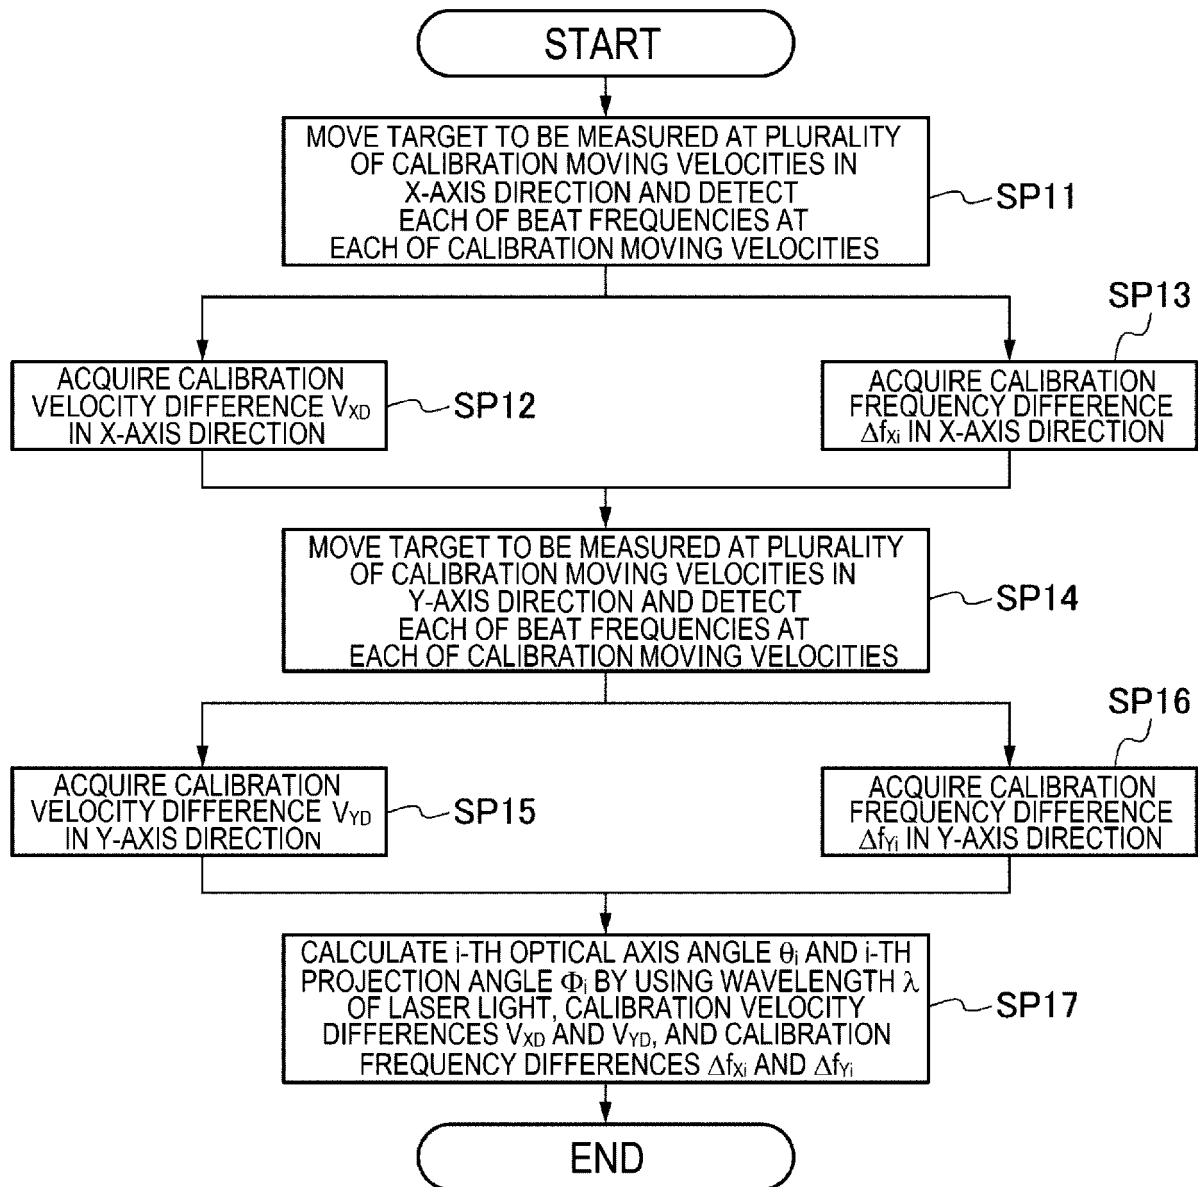 START
MOVE TARGET TO BE MEASURED AT PLURALITY
OF CALIBRATION MOVING VELOCITIES IN
X-AXIS DIRECTION AND DETECT
EACH OF BEAT FREQUENCIES AT
EACH OF CALIBRATION MOVING VELOCITIES
SP11
ACQUIRE CALIBRATION
VELOCITY DIFFERENCE VXD
IN X-AXIS DIRECTION
SP12
SP13
ACQUIRE CALIBRATION
FREQUENCY DIFFERENCE
ΔfXi IN X-AXIS DIRECTION
MOVE TARGET TO BE MEASURED AT PLURALITY
OF CALIBRATION MOVING VELOCITIES IN
Y-AXIS DIRECTION AND DETECT
EACH OF BEAT FREQUENCIES AT
EACH OF CALIBRATION MOVING VELOCITIES
SP14
ACQUIRE CALIBRATION
VELOCITY DIFFERENCE VYD
IN Y-AXIS DIRECTION
SP15
SP16
ACQUIRE CALIBRATION
FREQUENCY DIFFERENCE
ΔfYi IN Y-AXIS DIRECTION
CALCULATE i-TH OPTICAL AXIS ANGLE θi AND i-TH
PROJECTION ANGLE Φi BY USING WAVELENGTH λ
OF LASER LIGHT, CALIBRATION VELOCITY
DIFFERENCES VXD AND VYD, AND CALIBRATION
FREQUENCY DIFFERENCES ΔfXi AND ΔfYi
SP17
END